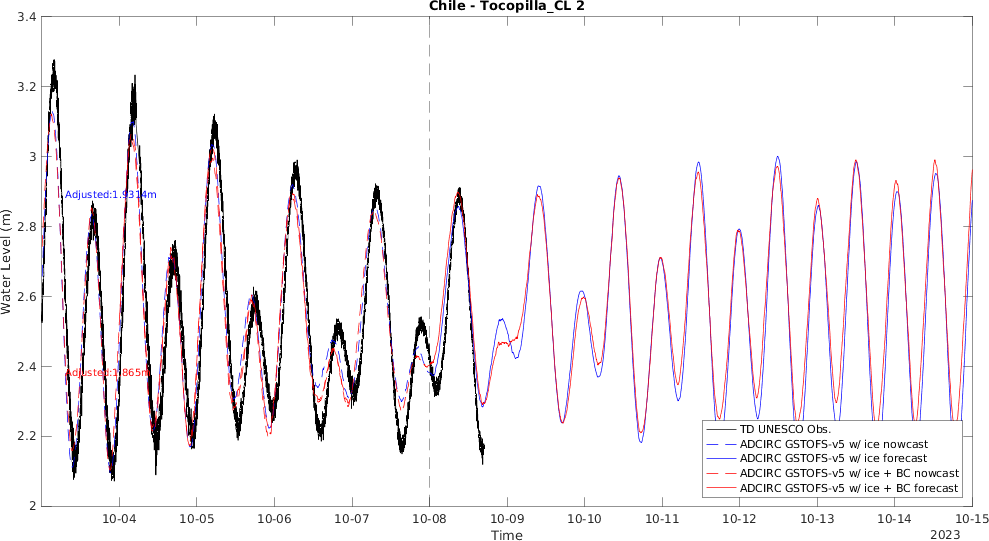 Chile - Tocopilla_CL 2
3.4
3.2
3
2.8
2.6
2.4
2.2
2
Water Level (m)
Adjusted:1.9314m
Adjusted:1.865m
TD UNESCO Obs.
ADCIRC GSTOFS-v5 w/ ice nowcast
ADCIRC GSTOFS-v5 w/ ice forecast
ADCIRC GSTOFS-v5 w/ ice + BC nowcast
ADCIRC GSTOFS-v5 w/ ice + BC forecast
10-04 10-05 10-06 10-07 10-08 10-09 10-10 10-11 10-12 10-13 10-14 10-15
Time
2023